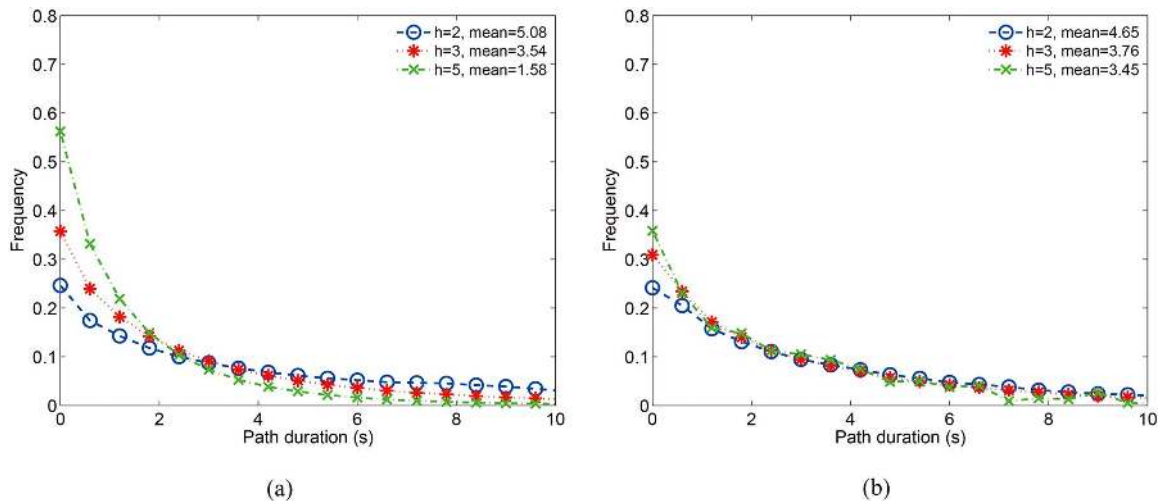 0.8
0.7
0.6
0.5
0.4
0.3
0.2
0.1
0
Frequency
h=2, mean=5.08
h=3, mean=3.54
h=5, mean=1.58
0 2 4 6 8 10
Path duration (s)
(a)
0.8
0.7
0.6
0.5
0.4
0.3
0.2
0.1
0
Frequency
h=2, mean=4.65
h=3, mean=3.76
h=5, mean=3.45
0 2 4 6 8 10
Path duration (s)
(b)